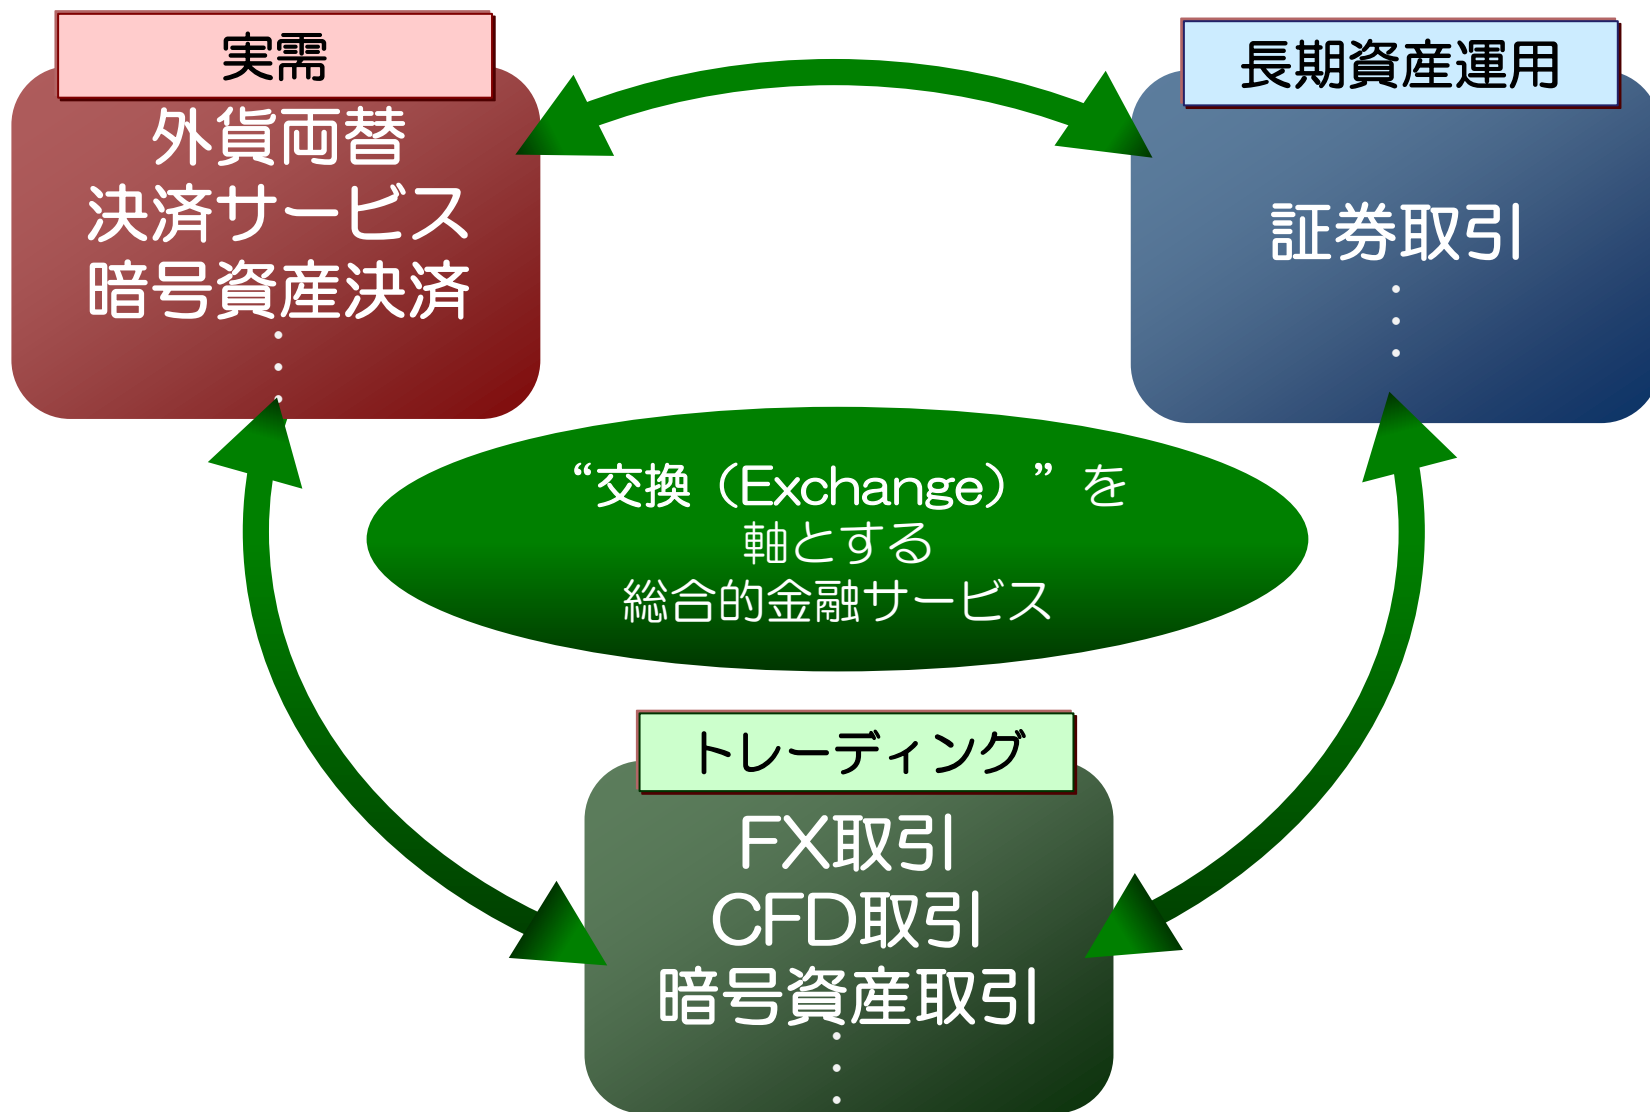 実需
外貨両替
決済サービス
暗号資産決済
・
・
・
長期資産運用
証券取引
・
・
・
“交換（Exchange）”を
軸とする
総合的金融サービス
トレーディング
FX取引
CFD取引
暗号資産取引
・
・
・